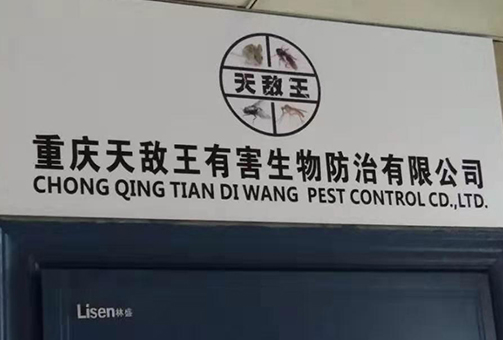 天敌王
重庆天敌王有害生物防治有限公司
CHONG QING TIAN DI WANG PEST CONTROL CD.,LTD.
Lisen林盛